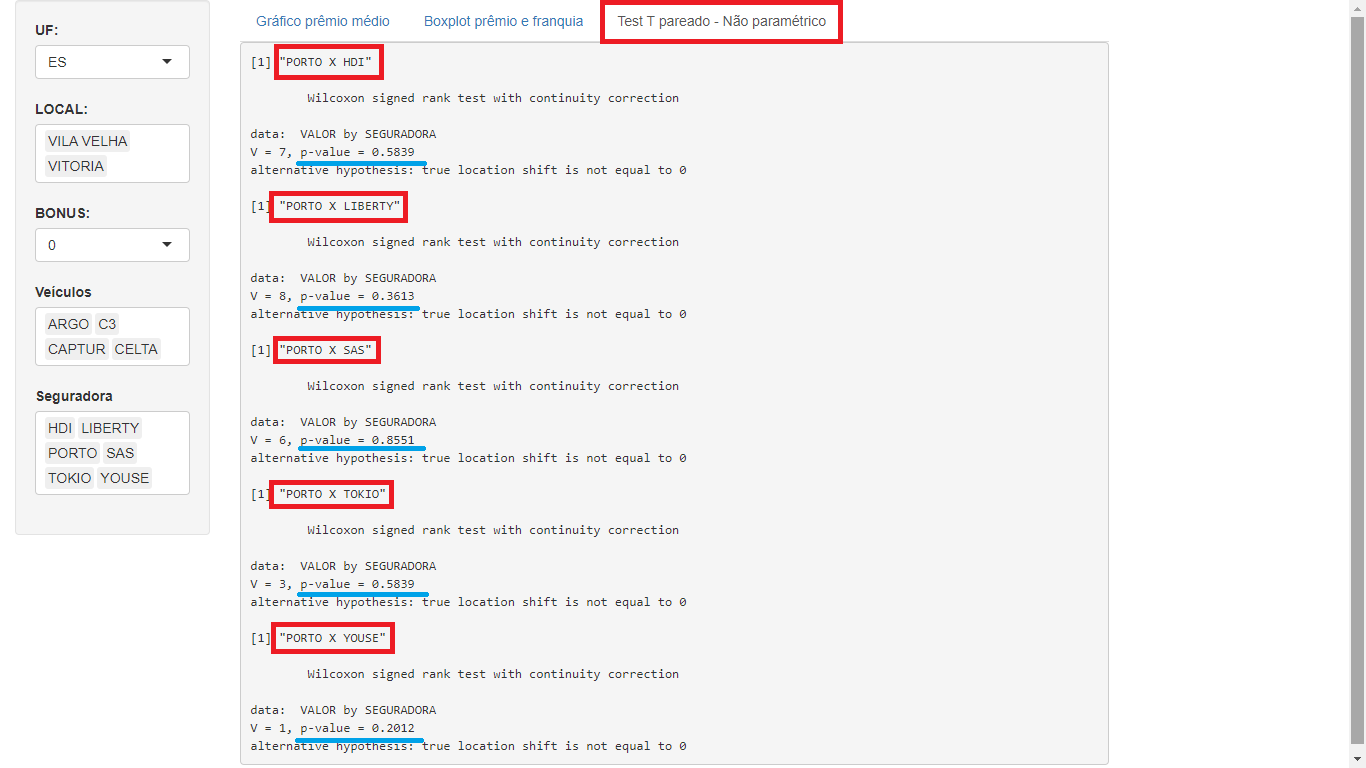 UF:
ES
LOCAL:
VILA VELHA
VITORIA
BONUS:
0
Veículos
ARGO C3
CAPTUR CELTA
Seguradora
HDI LIBERTY
PORTO SAS
TOKIO YOUSE
Gráfico prêmio médio Boxplot prêmio e franquia Test T pareado - Não paramétrico
[1] "PORTO X HDI"
Wilcoxon signed rank test with continuity correction
data: VALOR by SEGURADORA
V = 7, p-value = 0.5839
alternative hypothesis: true location shift is not equal to 0
[1] "PORTO X LIBERTY"
Wilcoxon signed rank test with continuity correction
data: VALOR by SEGURADORA
V = 8, p-value = 0.3613
alternative hypothesis: true location shift is not equal to 0
[1] "PORTO X SAS"
Wilcoxon signed rank test with continuity correction
data: VALOR by SEGURADORA
V = 6, p-value = 0.8551
alternative hypothesis: true location shift is not equal to 0
[1] "PORTO X TOKIO"
Wilcoxon signed rank test with continuity correction
data: VALOR by SEGURADORA
V = 3, p-value = 0.5839
alternative hypothesis: true location shift is not equal to 0
[1] "PORTO X YOUSE"
Wilcoxon signed rank test with continuity correction
data: VALOR by SEGURADORA
V = 1, p-value = 0.2012
alternative hypothesis: true location shift is not equal to 0